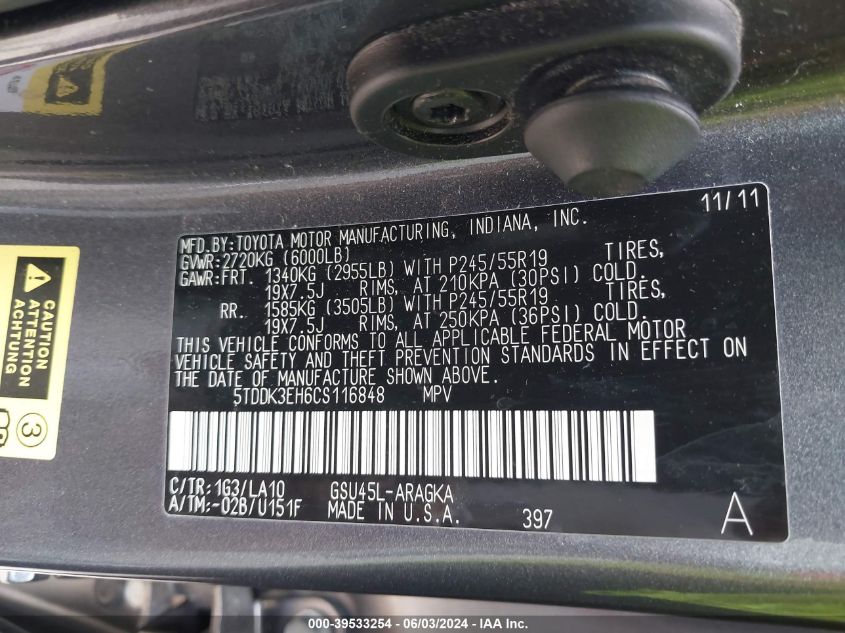 11/11
MFD.BY:TOYOTA MOTOR MANUFACTURING, INDIANA, INC.
GVWR:2720KG (6000LB)
GAWR:FRT. 1340KG (2955LB) WITH P245/55R19 TIRES,
19X7.5J RIMS, AT 210KPA (30PSI) COLD.
RR. 1585KG (3505LB) WITH P245/55R19 TIRES,
19X7.5J RIMS, AT 250KPA (36PSI) COLD.
THIS VEHICLE CONFORMS TO ALL APPLICABLE FEDERAL MOTOR
VEHICLE SAFETY AND THEFT PREVENTION STANDARDS IN EFFECT ON
THE DATE OF MANUFACTURE SHOWN ABOVE.
5TDDK3EH6CS116848 MPV
C/TR:1G3/LA10 GSU45L-ARAGKA
A/TM:-02B/U151F MADE IN U.S.A. 397 A
CAUTION
ATTENTION
ACHTUNG
3
000-39533254 - 06/03/2024 - IAA Inc.